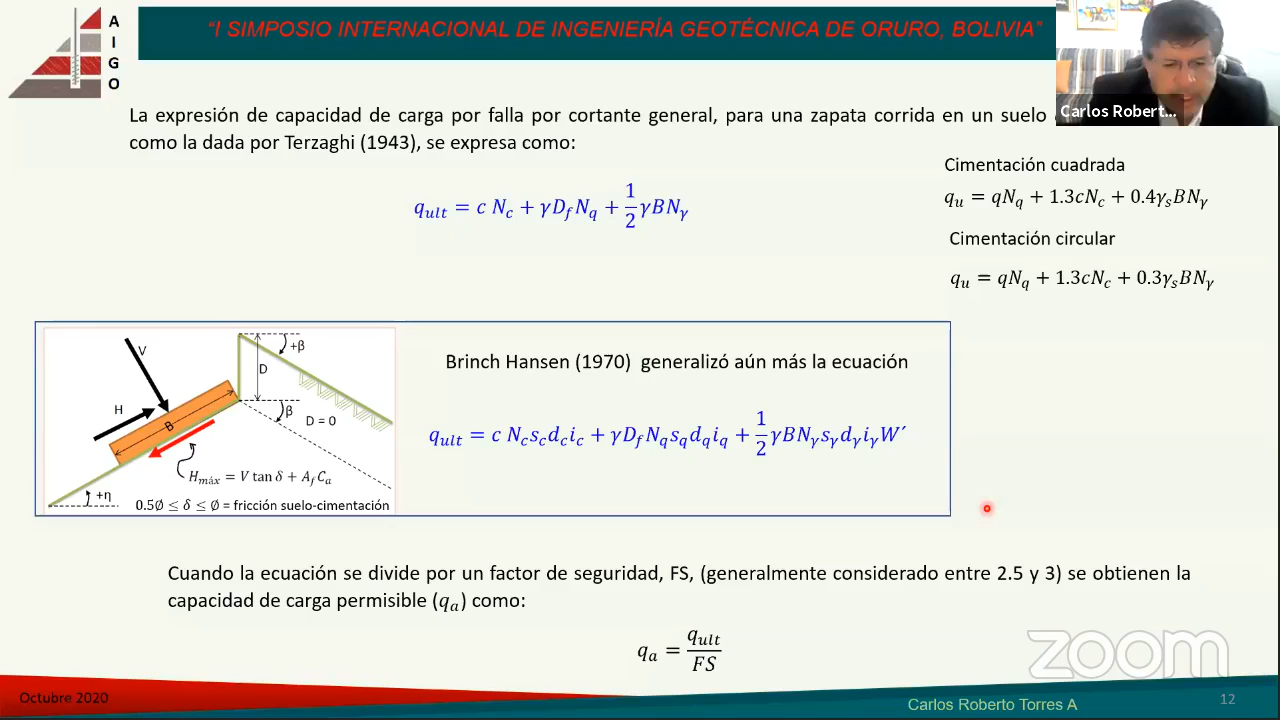 A
I
G
O
“I SIMPOSIO INTERNACIONAL DE INGENIERÍA GEOTÉCNICA DE ORURO, BOLIVIA”
Carlos Robert...
La expresión de capacidad de carga por falla por cortante general, para una zapata corrida en un suelo
como la dada por Terzaghi (1943), se expresa como:
q_ult = c N_c + γD_f N_q + 1/2 γBN_γ
Cimentación cuadrada
q_u = qN_q + 1.3cN_c + 0.4γ_s BN_γ
Cimentación circular
q_u = qN_q + 1.3cN_c + 0.3γ_s BN_γ
V
H
B
D
+β
β
D = 0
H_máx = V tan δ + A_f C_a
+η
0.5Ø ≤ δ ≤ Ø = fricción suelo-cimentación
Brinch Hansen (1970) generalizó aún más la ecuación
q_ult = c N_c s_c d_c i_c + γD_f N_q s_q d_q i_q + 1/2 γBN_γ s_γ d_γ i_γ W´
Cuando la ecuación se divide por un factor de seguridad, FS, (generalmente considerado entre 2.5 y 3) se obtienen la
capacidad de carga permisible (q_a) como:
q_a = q_ult/FS
zoom
Octubre 2020
Carlos Roberto Torres A
12